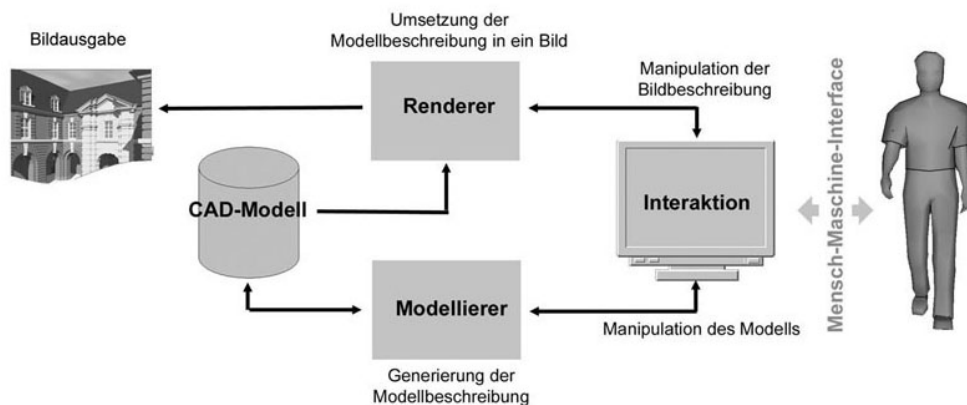 Bildausgabe
Umsetzung der
Modellbeschreibung in ein Bild
Renderer
Manipulation der
Bildbeschreibung
CAD-Modell
Interaktion
Mensch-Maschine-Interface
Modellierer
Manipulation des Modells
Generierung der
Modellbeschreibung